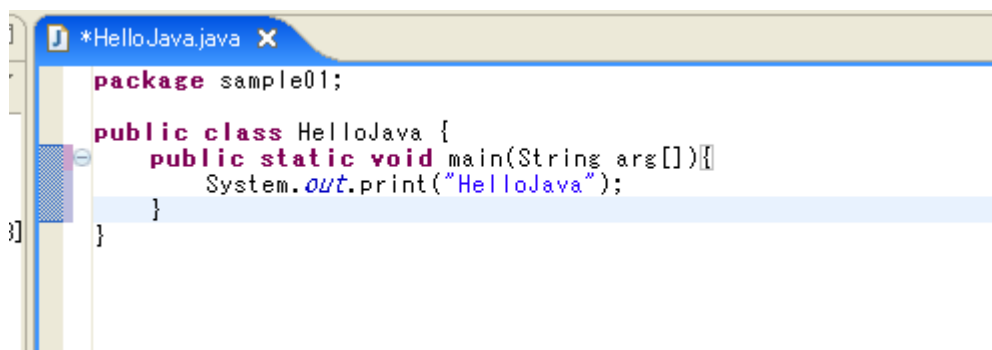 *HelloJava.java
package sample01;
public class HelloJava {
    public static void main(String arg[]){
        System.out.print("HelloJava");
    }
}